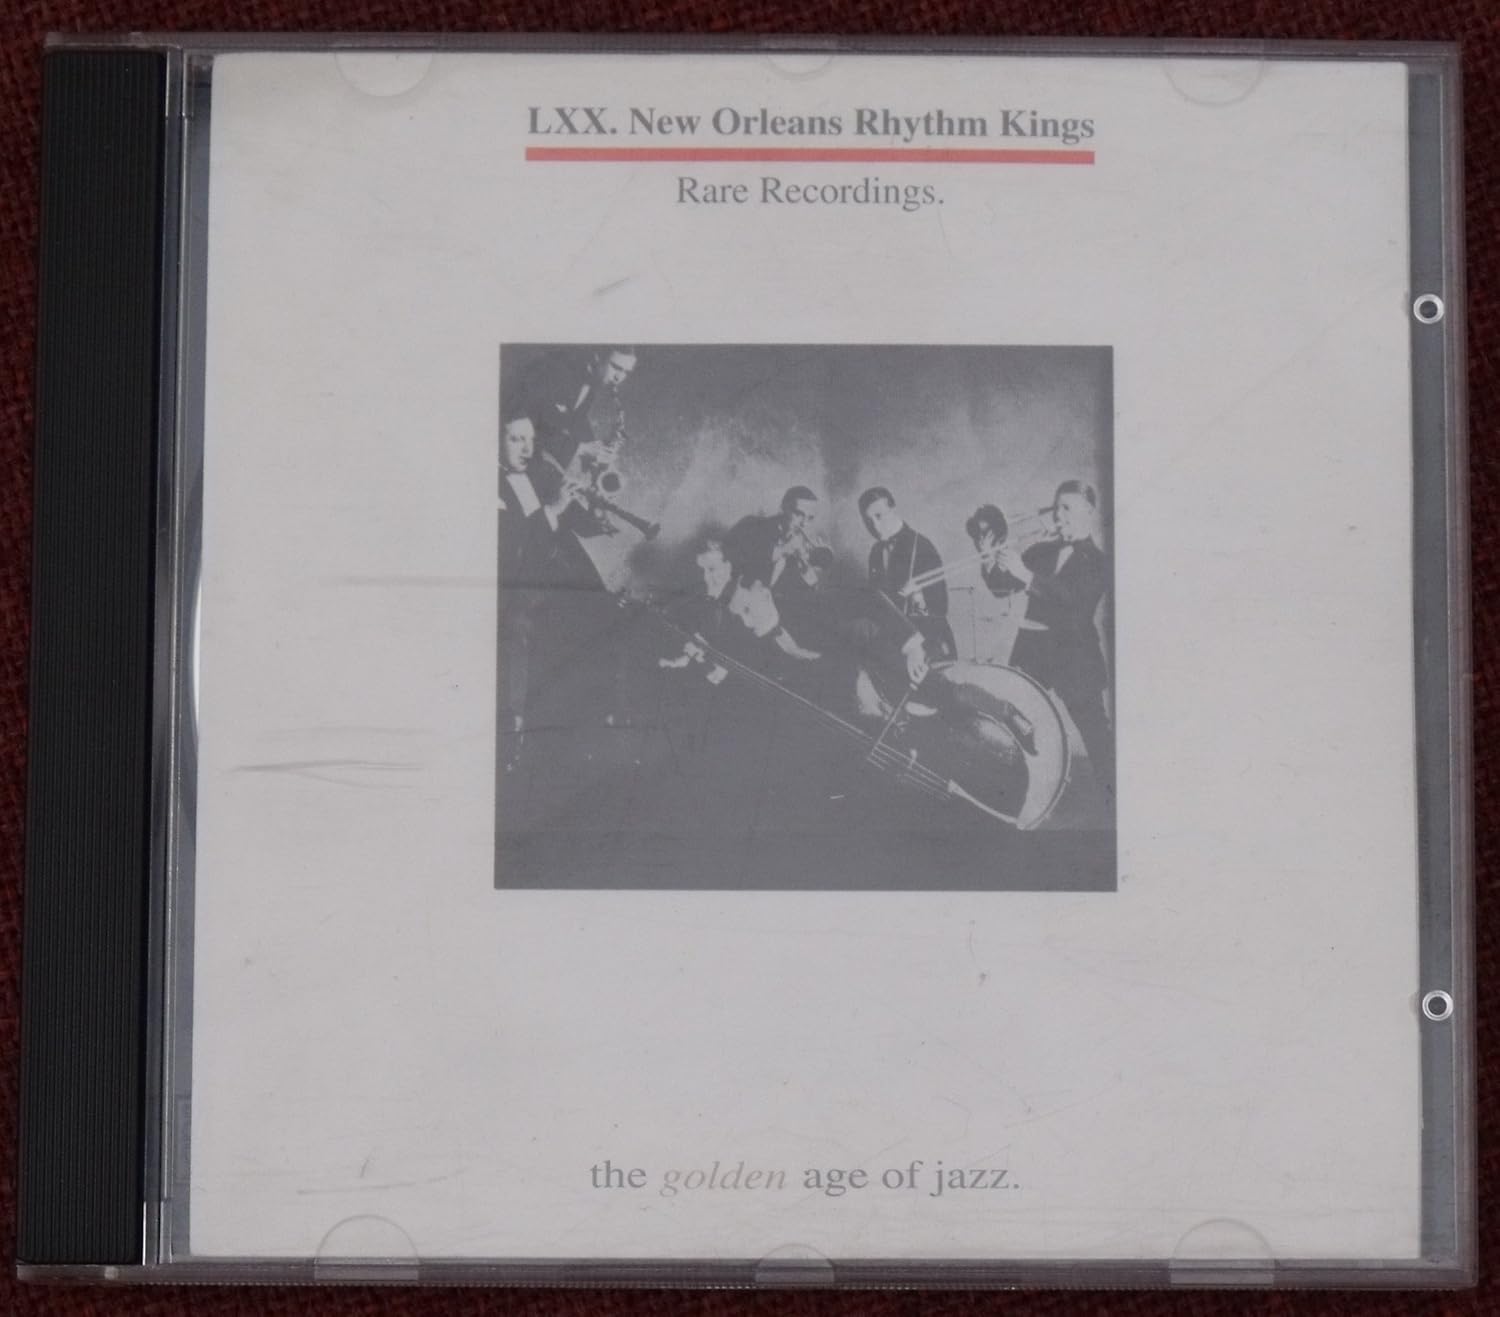 LXX. New Orleans Rhythm Kings
Rare Recordings.
the golden age of jazz.